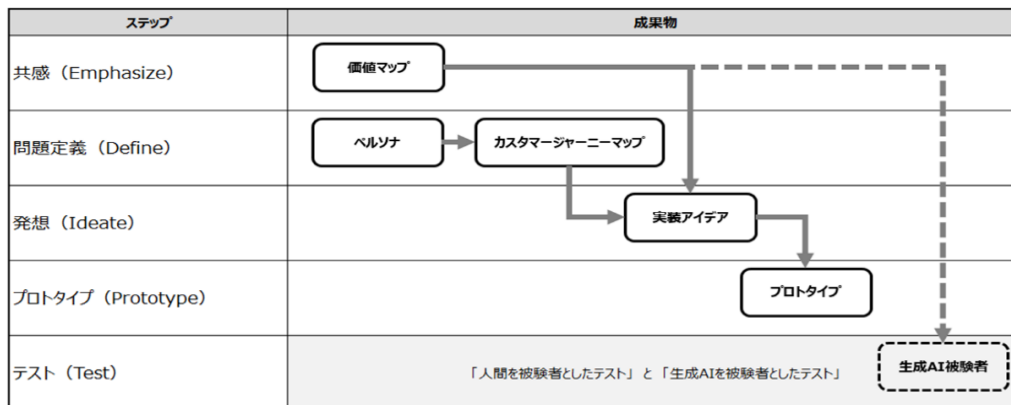 ステップ
成果物
共感（Emphasize）
価値マップ
問題定義（Define）
ペルソナ
カスタマージャーニーマップ
発想（Ideate）
実装アイデア
プロトタイプ（Prototype）
プロトタイプ
テスト（Test）
「人間を被験者としたテスト」と「生成AIを被験者としたテスト」
生成AI被験者